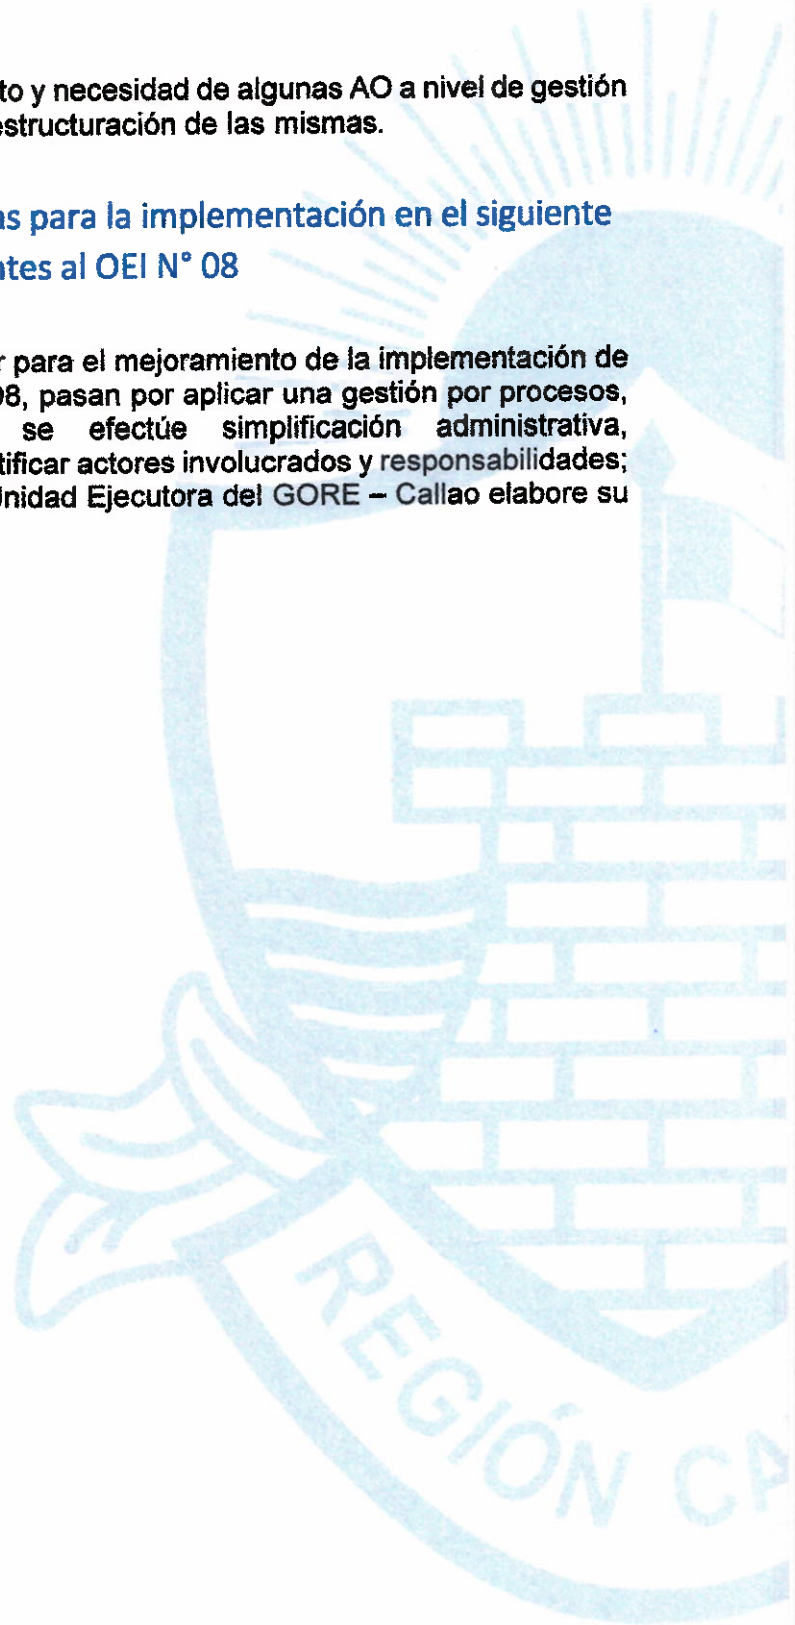 to y necesidad de algunas AO a nivel de gestión
estructuración de las mismas.
as para la implementación en el siguiente
ntes al OEI N° 08
r para el mejoramiento de la implementación de
08, pasan por aplicar una gestión por procesos,
se efectúe simplificación administrativa,
tificar actores involucrados y responsabilidades;
Unidad Ejecutora del GORE – Callao elabore su
REGIÓN CA